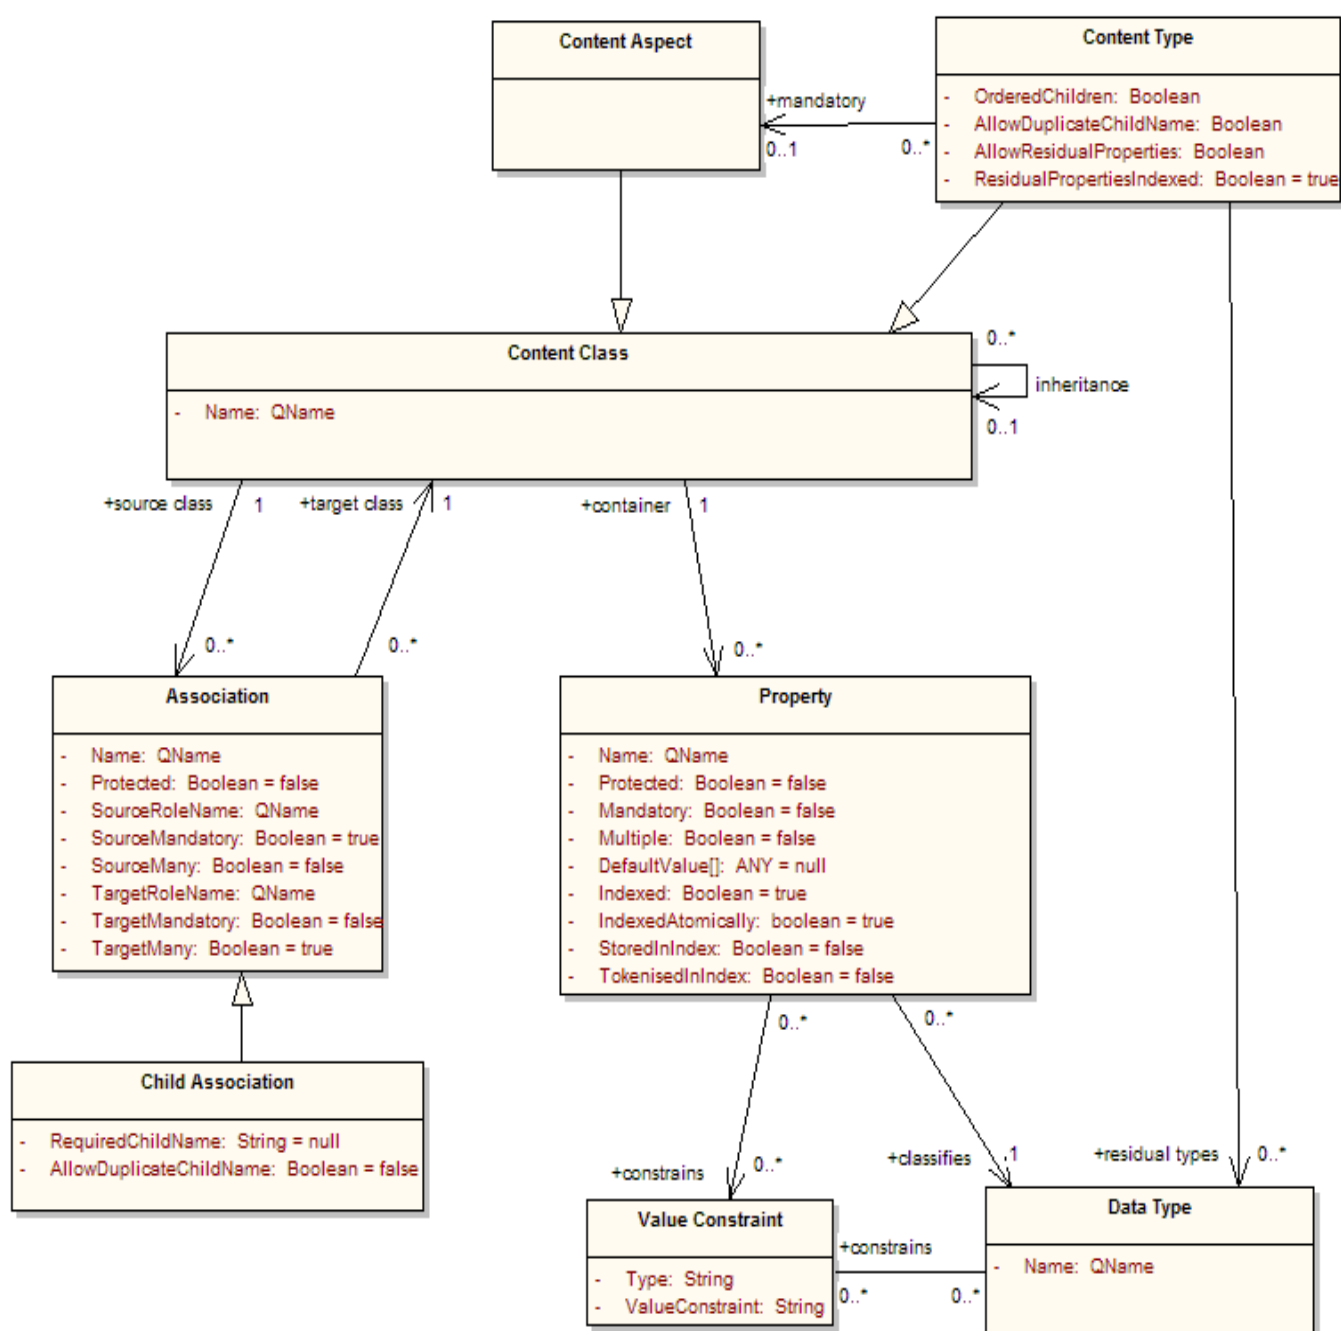 Content Aspect
Content Type
- OrderedChildren: Boolean
- AllowDuplicateChildName: Boolean
- AllowResidualProperties: Boolean
- ResidualPropertiesIndexed: Boolean = true
+mandatory
0..1
0..*
Content Class
- Name: QName
0..*
inheritance
0..1
+source class
1
+target class
1
+container
1
0..*
0..*
0..*
Association
- Name: QName
- Protected: Boolean = false
- SourceRoleName: QName
- SourceMandatory: Boolean = true
- SourceMany: Boolean = false
- TargetRoleName: QName
- TargetMandatory: Boolean = false
- TargetMany: Boolean = true
Property
- Name: QName
- Protected: Boolean = false
- Mandatory: Boolean = false
- Multiple: Boolean = false
- DefaultValue[]: ANY = null
- Indexed: Boolean = true
- IndexedAtomically: boolean = true
- StoredInIndex: Boolean = false
- TokenisedInIndex: Boolean = false
0..*
0..*
Child Association
- RequiredChildName: String = null
- AllowDuplicateChildName: Boolean = false
+constrains
0..*
+classifies
1
+residual types
0..*
Value Constraint
- Type: String
- ValueConstraint: String
+constrains
0..*
0..*
Data Type
- Name: QName